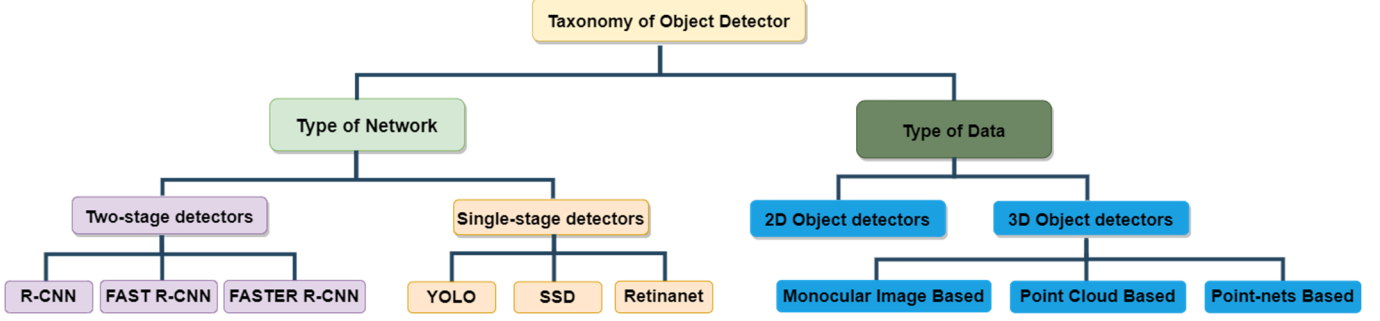 Taxonomy of Object Detector
Type of Network
Type of Data
Two-stage detectors
Single-stage detectors
2D Object detectors
3D Object detectors
R-CNN
FAST R-CNN
FASTER R-CNN
YOLO
SSD
Retinanet
Monocular Image Based
Point Cloud Based
Point-nets Based